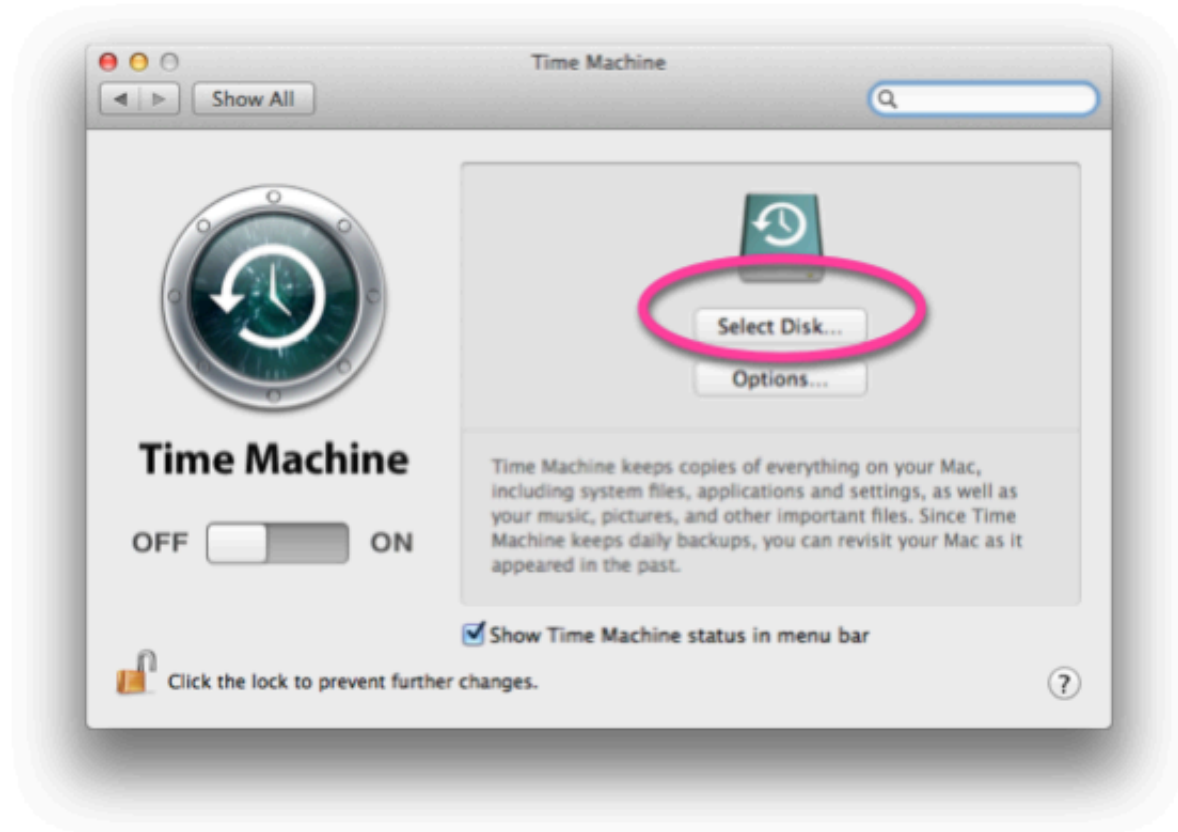 Time Machine
Show All
Select Disk...
Options...
Time Machine
Time Machine keeps copies of everything on your Mac,
including system files, applications and settings, as well as
your music, pictures, and other important files. Since Time
Machine keeps daily backups, you can revisit your Mac as it
appeared in the past.
OFF ON
Show Time Machine status in menu bar
Click the lock to prevent further changes.
?